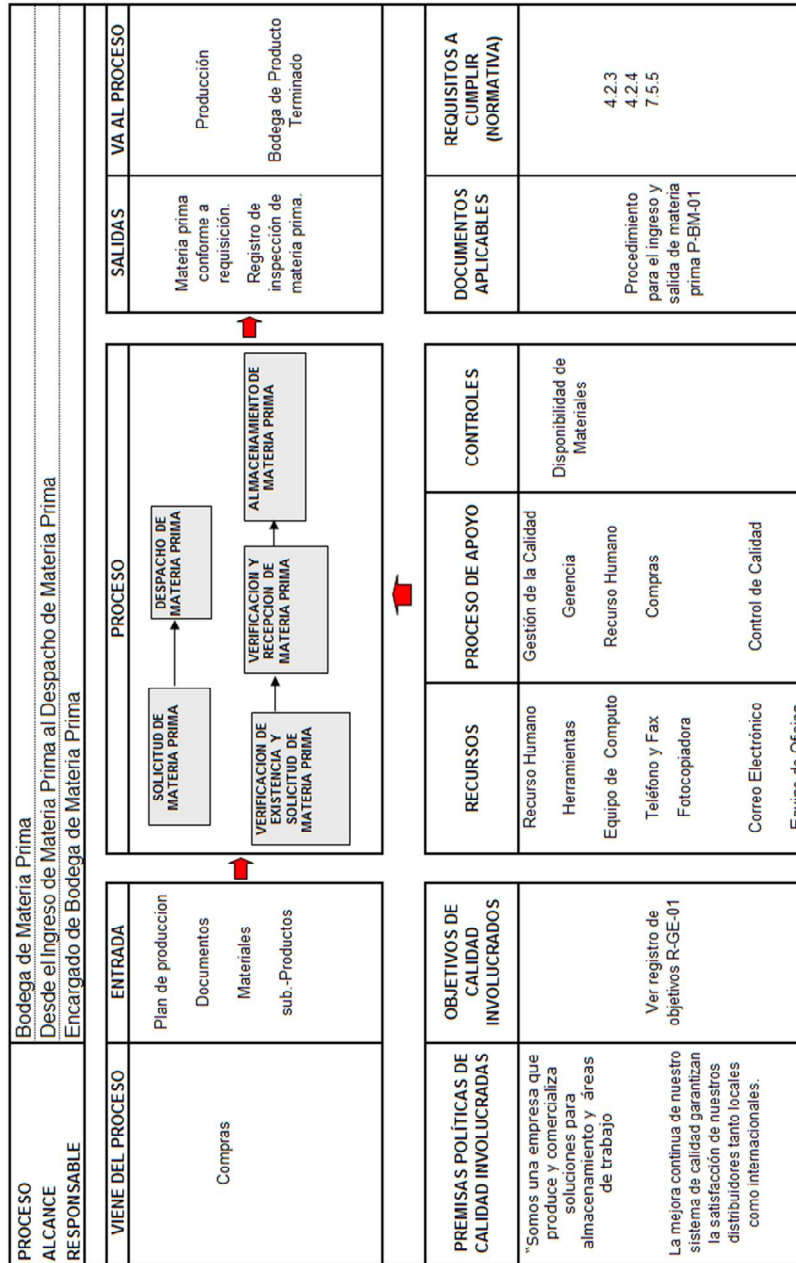 PROCESO Bodega de Materia Prima
ALCANCE Desde el Ingreso de Materia Prima al Despacho de Materia Prima
RESPONSABLE Encargado de Bodega de Materia Prima
VIENE DEL PROCESO
Compras
ENTRADA
Plan de produccion
Documentos
Materiales
sub.-Productos
PROCESO
SOLICITUD DE
MATERIA PRIMA
DESPACHO DE
MATERIA PRIMA
VERIFICACION DE
EXISTENCIA Y
SOLICITUD DE
MATERIA PRIMA
VERIFICACION Y
RECEPCION DE
MATERIA PRIMA
ALMACENAMIENTO DE
MATERIA PRIMA
SALIDAS
Materia prima
conforme a
requisición.
Registro de
inspección de
materia prima.
VA AL PROCESO
Producción
Bodega de Producto
Terminado
PREMISAS POLÍTICAS DE
CALIDAD INVOLUCRADAS
"Somos una empresa que
produce y comercializa
soluciones para
almacenamiento y áreas
de trabajo
La mejora continua de nuestro
sistema de calidad garantizan
la satisfacción de nuestros
distribuidores tanto locales
como internacionales.
OBJETIVOS DE
CALIDAD
INVOLUCRADOS
Ver registro de
objetivos R-GE-01
RECURSOS
Recurso Humano
Herramientas
Equipo de Computo
Teléfono y Fax
Fotocopiadora
Correo Electrónico
Equipo de Oficina
PROCESO DE APOYO
Gestión de la Calidad
Gerencia
Recurso Humano
Compras
Control de Calidad
CONTROLES
Disponibilidad de
Materiales
DOCUMENTOS
APLICABLES
Procedimiento
para el ingreso y
salida de materia
prima P-BM-01
REQUISITOS A
CUMPLIR
(NORMATIVA)
4.2.3
4.2.4
7.5.5